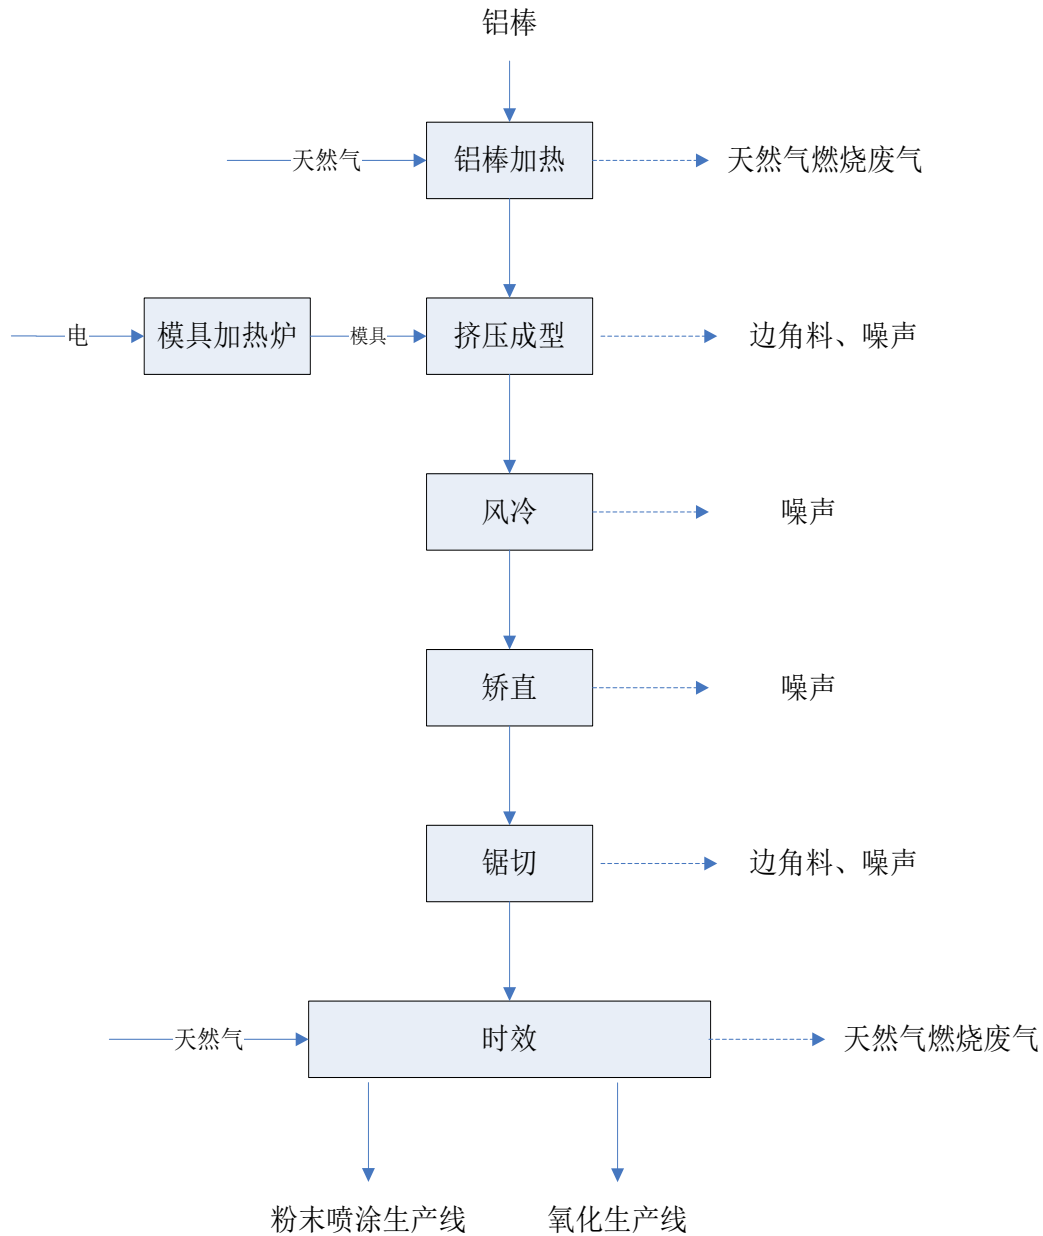 铝棒
天然气
铝棒加热
天然气燃烧废气
电
模具加热炉
模具
挤压成型
边角料、噪声
风冷
噪声
矫直
噪声
锯切
边角料、噪声
天然气
时效
天然气燃烧废气
粉末喷涂生产线
氧化生产线